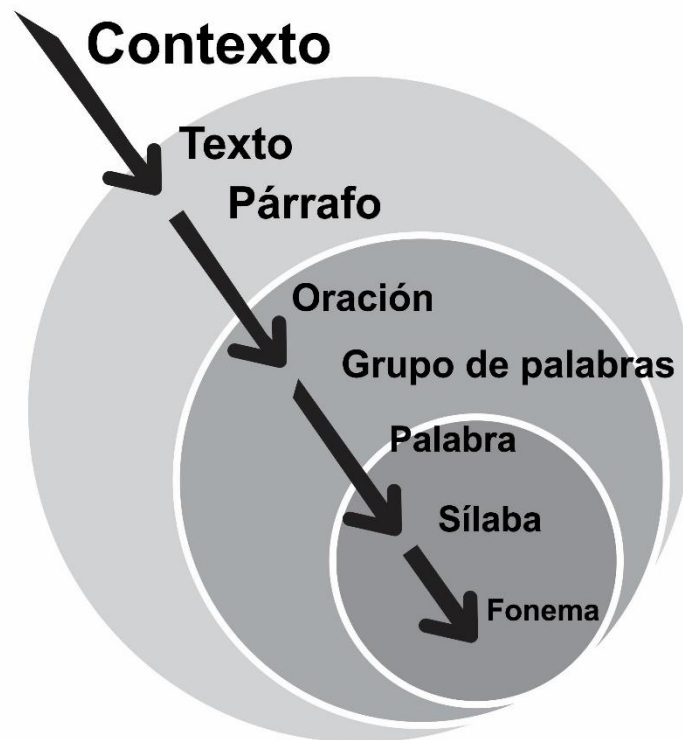 Contexto
Texto
Párrafo
Oración
Grupo de palabras
Palabra
Sílaba
Fonema